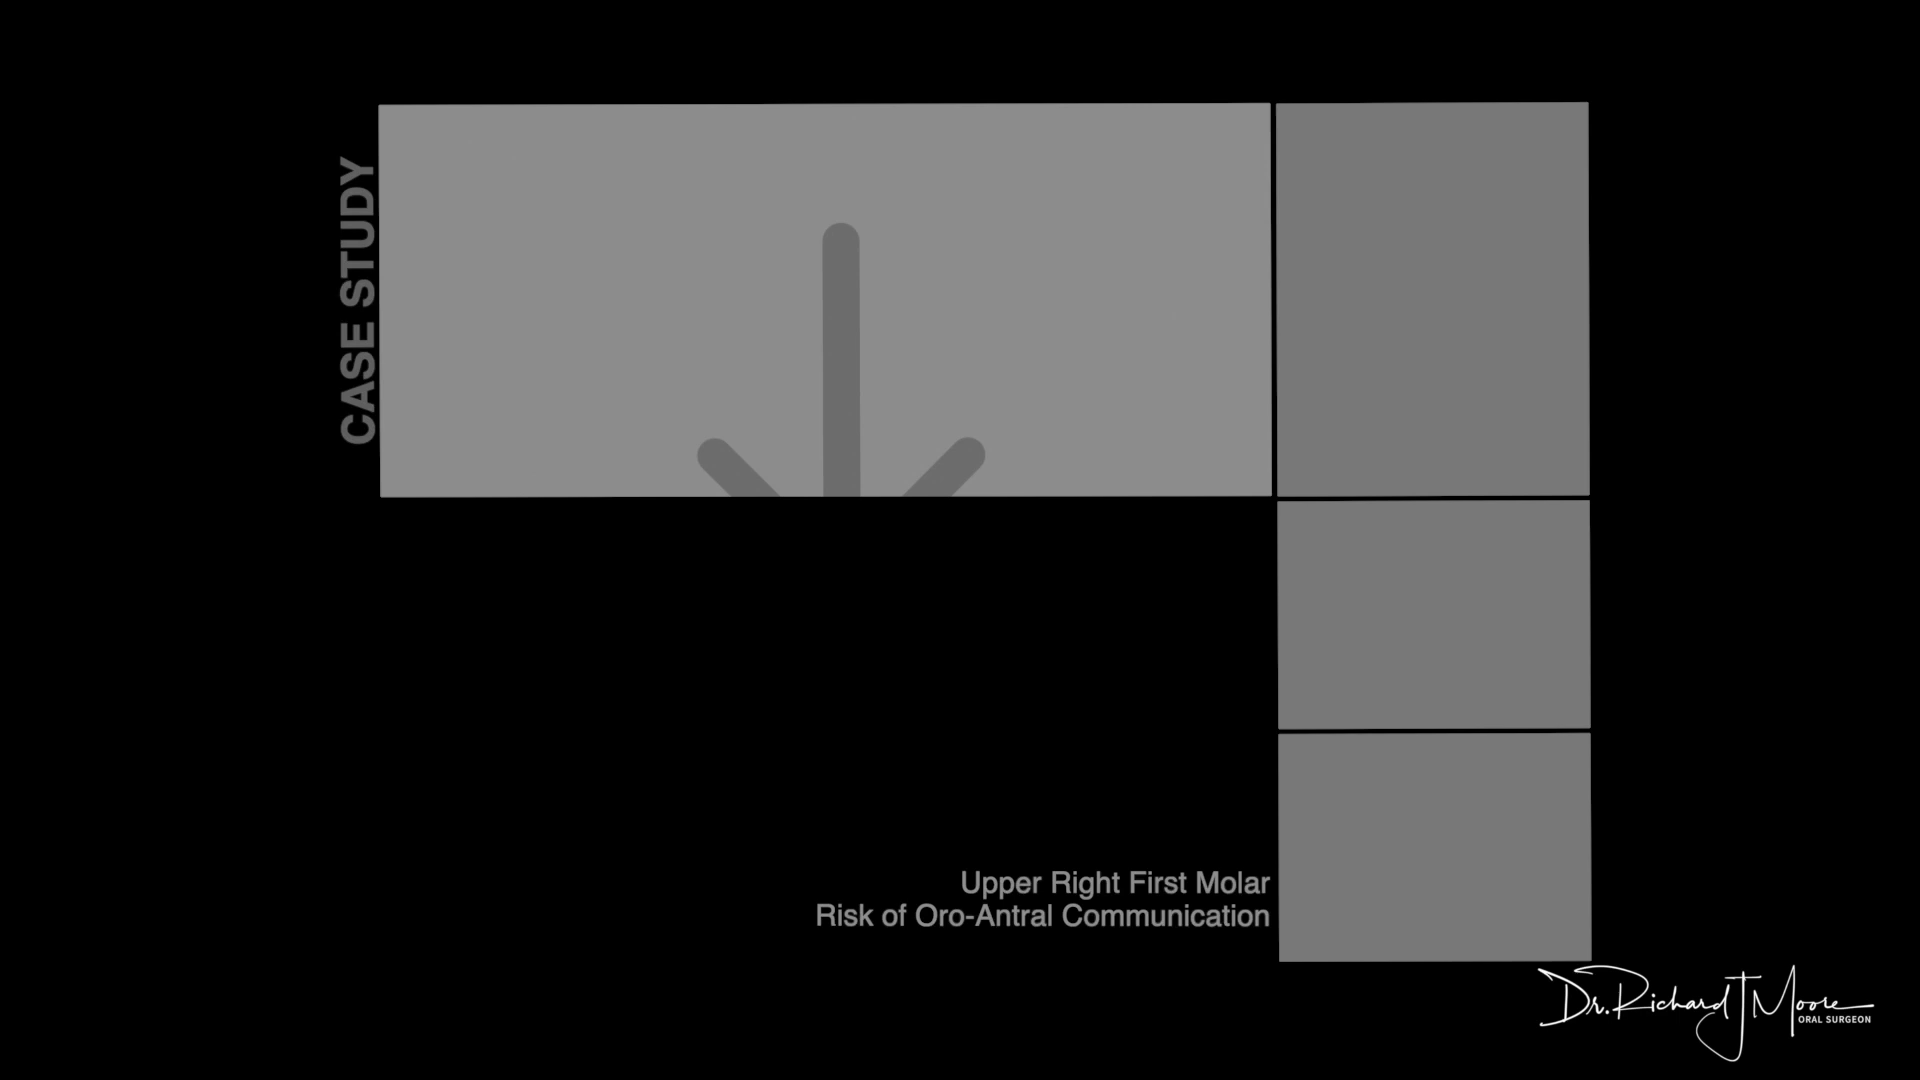 CASE STUDY
Upper Right First Molar
Risk of Oro-Antral Communication
Dr. Richard J Moore
ORAL SURGEON